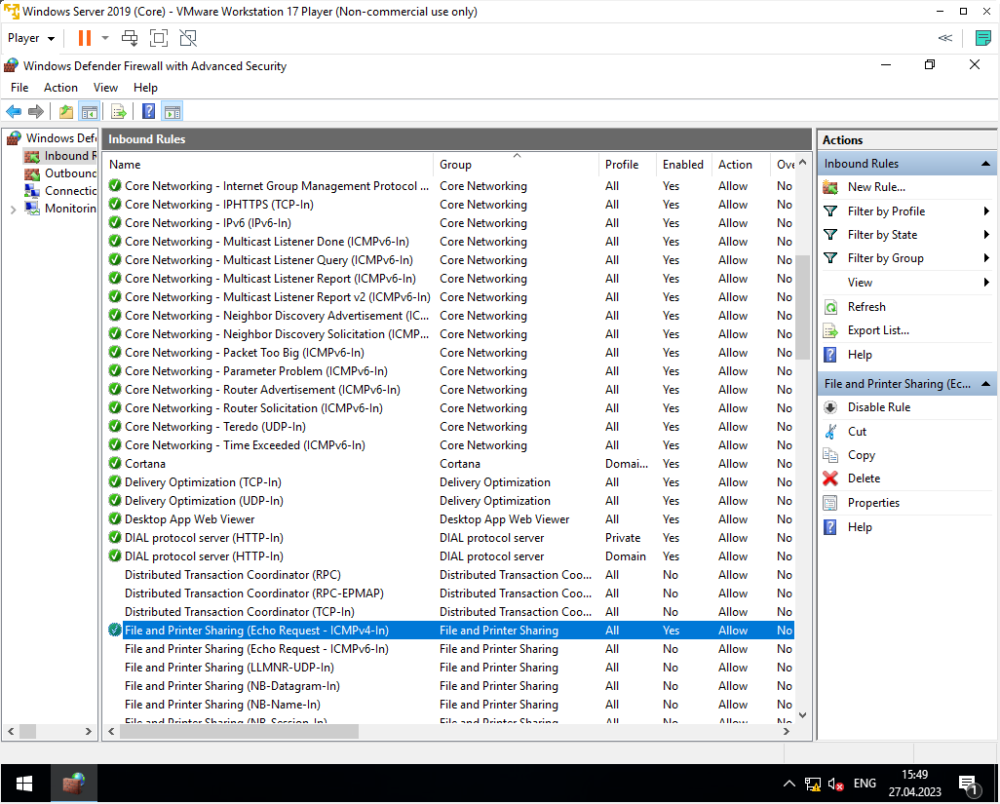 Windows Server 2019 (Core) - VMware Workstation 17 Player (Non-commercial use only)
Player
Windows Defender Firewall with Advanced Security
File Action View Help
Windows Defe
Inbound R
Outbound
Connectic
Monitorin
Inbound Rules
Name Group Profile Enabled Action Ove
Core Networking - Internet Group Management Protocol ... Core Networking All Yes Allow No
Core Networking - IPHTTPS (TCP-In) Core Networking All Yes Allow No
Core Networking - IPv6 (IPv6-In) Core Networking All Yes Allow No
Core Networking - Multicast Listener Done (ICMPv6-In) Core Networking All Yes Allow No
Core Networking - Multicast Listener Query (ICMPv6-In) Core Networking All Yes Allow No
Core Networking - Multicast Listener Report (ICMPv6-In) Core Networking All Yes Allow No
Core Networking - Multicast Listener Report v2 (ICMPv6-In) Core Networking All Yes Allow No
Core Networking - Neighbor Discovery Advertisement (IC... Core Networking All Yes Allow No
Core Networking - Neighbor Discovery Solicitation (ICMP... Core Networking All Yes Allow No
Core Networking - Packet Too Big (ICMPv6-In) Core Networking All Yes Allow No
Core Networking - Parameter Problem (ICMPv6-In) Core Networking All Yes Allow No
Core Networking - Router Advertisement (ICMPv6-In) Core Networking All Yes Allow No
Core Networking - Router Solicitation (ICMPv6-In) Core Networking All Yes Allow No
Core Networking - Teredo (UDP-In) Core Networking All Yes Allow No
Core Networking - Time Exceeded (ICMPv6-In) Core Networking All Yes Allow No
Cortana Cortana Domai... Yes Allow No
Delivery Optimization (TCP-In) Delivery Optimization All Yes Allow No
Delivery Optimization (UDP-In) Delivery Optimization All Yes Allow No
Desktop App Web Viewer Desktop App Web Viewer All Yes Allow No
DIAL protocol server (HTTP-In) DIAL protocol server Private Yes Allow No
DIAL protocol server (HTTP-In) DIAL protocol server Domain Yes Allow No
Distributed Transaction Coordinator (RPC) Distributed Transaction Coo... All No Allow No
Distributed Transaction Coordinator (RPC-EPMAP) Distributed Transaction Coo... All No Allow No
Distributed Transaction Coordinator (TCP-In) Distributed Transaction Coo... All No Allow No
File and Printer Sharing (Echo Request - ICMPv4-In) File and Printer Sharing All Yes Allow No
File and Printer Sharing (Echo Request - ICMPv6-In) File and Printer Sharing All No Allow No
File and Printer Sharing (LLMNR-UDP-In) File and Printer Sharing All No Allow No
File and Printer Sharing (NB-Datagram-In) File and Printer Sharing All No Allow No
File and Printer Sharing (NB-Name-In) File and Printer Sharing All No Allow No
File and Printer Sharing (NB-Session-In) File and Printer Sharing All No Allow No
Actions
Inbound Rules
New Rule...
Filter by Profile
Filter by State
Filter by Group
View
Refresh
Export List...
Help
File and Printer Sharing (Ec...
Disable Rule
Cut
Copy
Delete
Properties
Help
ENG
15:49
27.04.2023
1